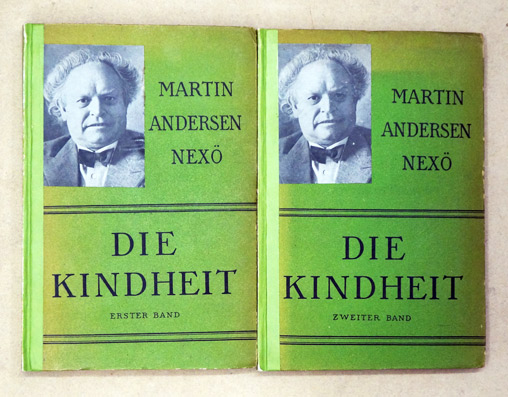 MARTIN
ANDERSEN
NEXÖ
DIE
KINDHEIT
ERSTER BAND
MARTIN
ANDERSEN
NEXÖ
DIE
KINDHEIT
ZWEITER BAND